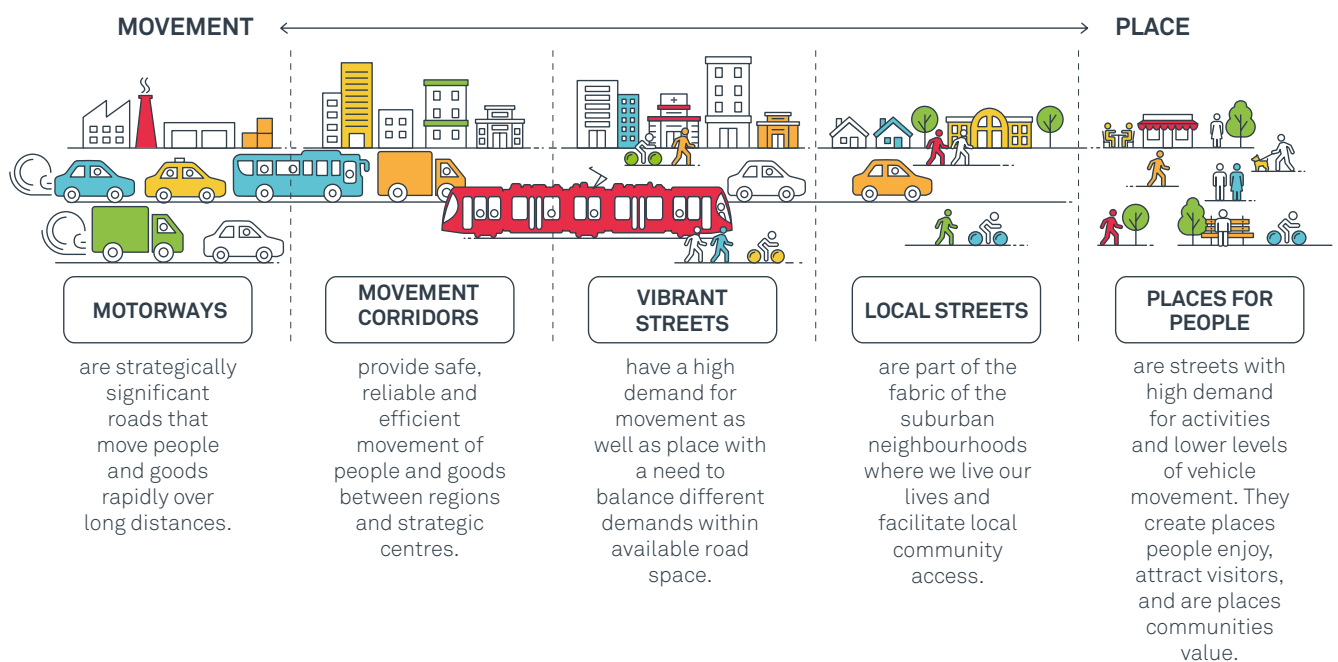 MOVEMENT
PLACE
MOTORWAYS
are strategically
significant
roads that
move people
and goods
rapidly over
long distances.
MOVEMENT
CORRIDORS
provide safe,
reliable and
efficient
movement of
people and goods
between regions
and strategic
centres.
VIBRANT
STREETS
have a high
demand for
movement as
well as place with
a need to
balance different
demands within
available road
space.
LOCAL STREETS
are part of the
fabric of the
suburban
neighbourhoods
where we live our
lives and
facilitate local
community
access.
PLACES FOR
PEOPLE
are streets with
high demand
for activities
and lower levels
of vehicle
movement. They
create places
people enjoy,
attract visitors,
and are places
communities
value.